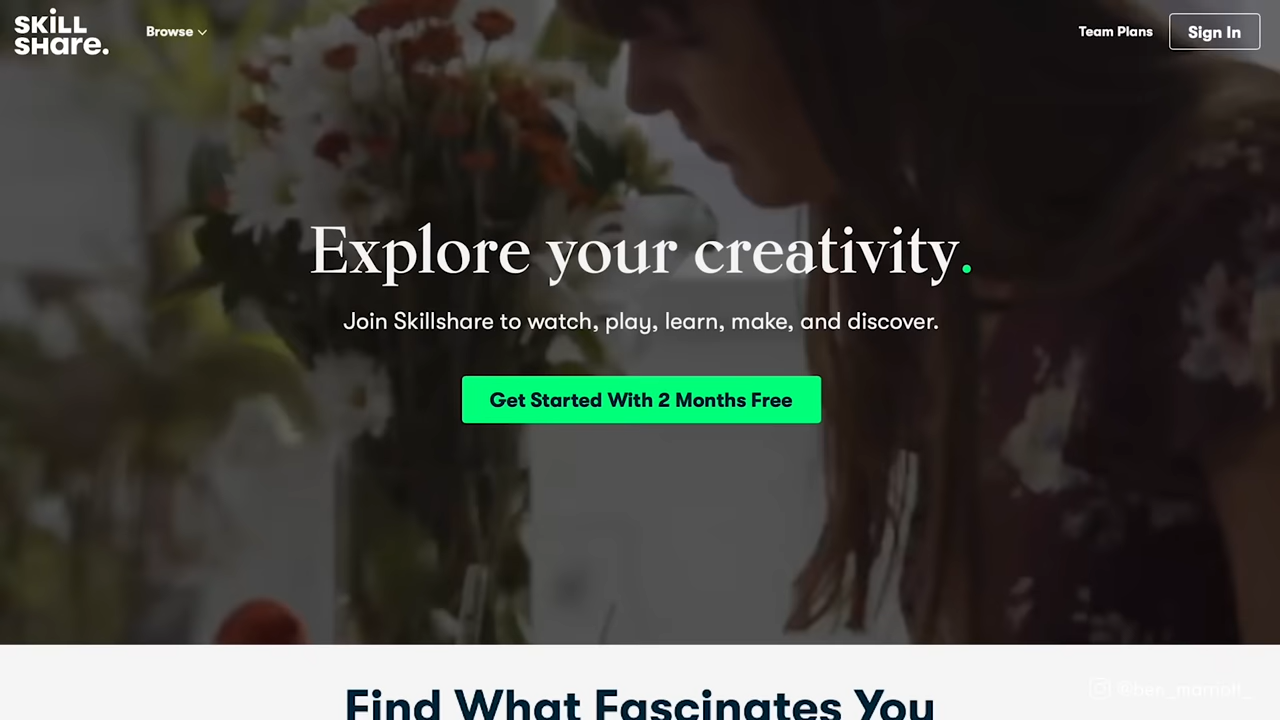 SKILL
SHare.
Browse
Team Plans
Sign In
Explore your creativity.
Join Skillshare to watch, play, learn, make, and discover.
Get Started With 2 Months Free
Find What Fascinates You